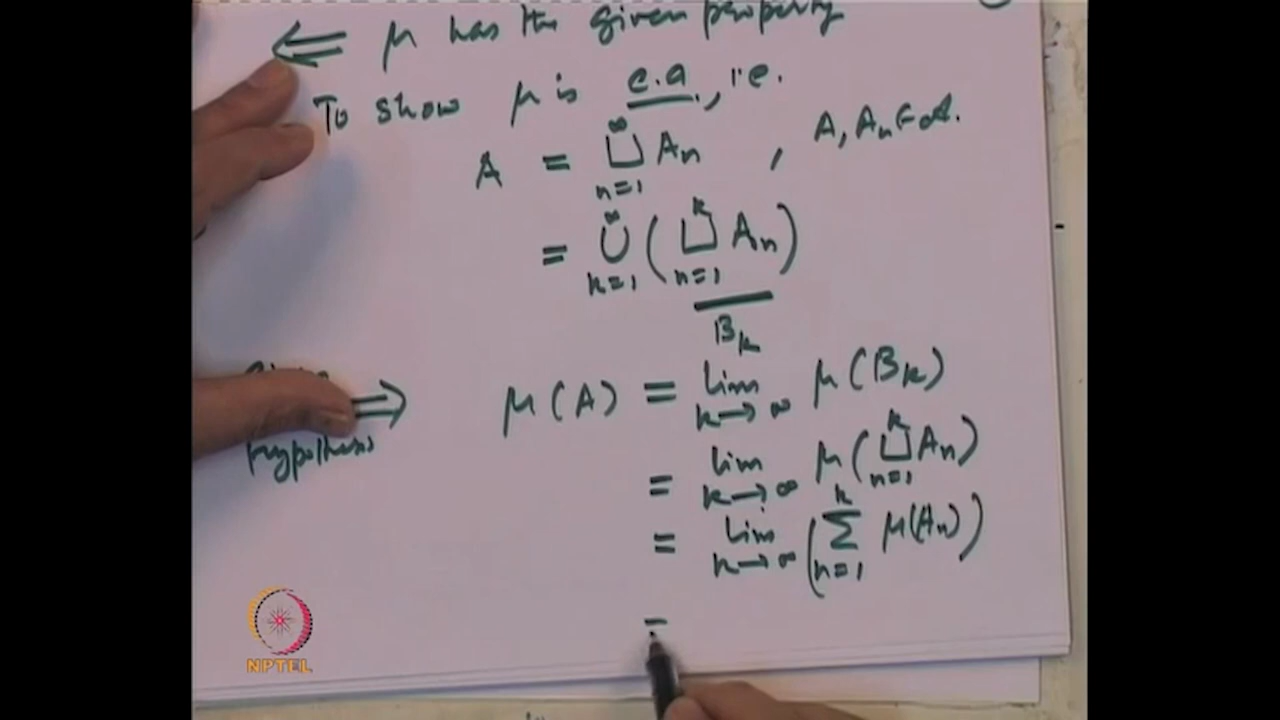 ⇐ μ has the given property
To show μ is c.a., i.e.
A = ⨆_{n=1}^{∞} A_n , A, A_n ∈ 𝒜.
= ⋃_{k=1}^{∞} ( ⨆_{n=1}^{k} A_n )
B_k
hypothesis ⇒ μ(A) = lim_{k→∞} μ(B_k)
= lim_{k→∞} μ( ⨆_{n=1}^{k} A_n )
= lim_{k→∞} ( Σ_{n=1}^{k} μ(A_n) )
=
NPTEL